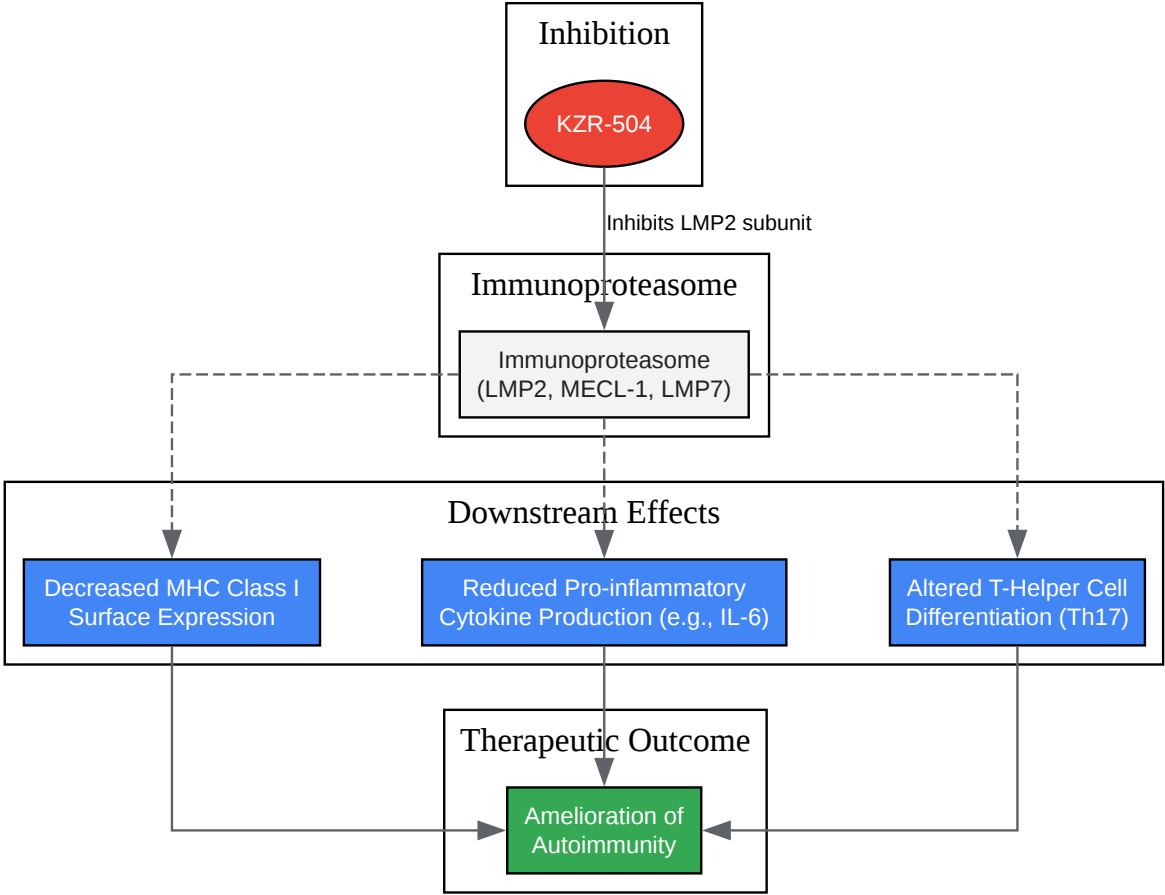 Inhibition
KZR-504
Inhibits LMP2 subunit
Immunoproteasome
Immunoproteasome
(LMP2, MECL-1, LMP7)
Downstream Effects
Decreased MHC Class I
Surface Expression
Reduced Pro-inflammatory
Cytokine Production (e.g., IL-6)
Altered T-Helper Cell
Differentiation (Th17)
Therapeutic Outcome
Amelioration of
Autoimmunity